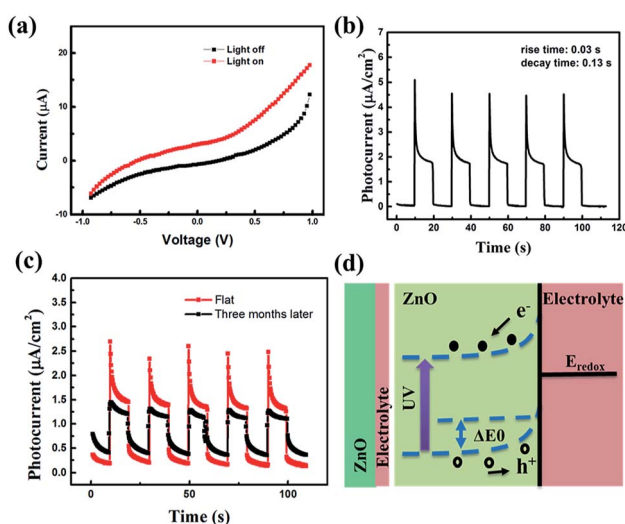 (a)
Light off
Light on
Current (μA)
20
10
0
-10
-1.0
-0.5
0.0
0.5
1.0
Voltage (V)
(b)
rise time: 0.03 s
decay time: 0.13 s
Photocurrent (μA/cm²)
7
6
5
4
3
2
1
0
0
20
40
60
80
100
120
Time (s)
(c)
Flat
Three months later
Photocurrent (μA/cm²)
4.0
3.5
3.0
2.5
2.0
1.5
1.0
0.5
0.0
0
50
100
Time (s)
(d)
ZnO
Electrolyte
ZnO
Electrolyte
e⁻
E_redox
UV
ΔE0
h⁺